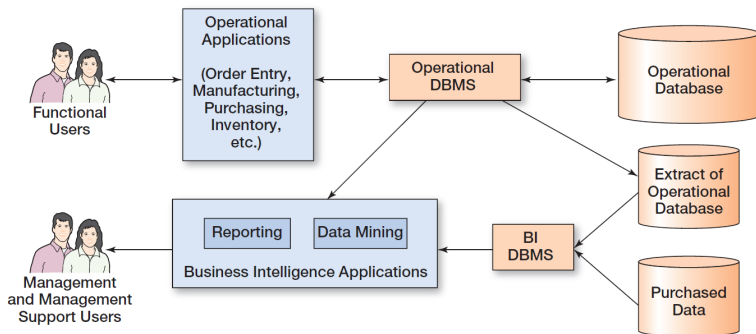 Functional
Users
Operational
Applications
(Order Entry,
Manufacturing,
Purchasing,
Inventory,
etc.)
Operational
DBMS
Operational
Database
Extract of
Operational
Database
Management
and Management
Support Users
Reporting
Data Mining
Business Intelligence Applications
BI
DBMS
Purchased
Data